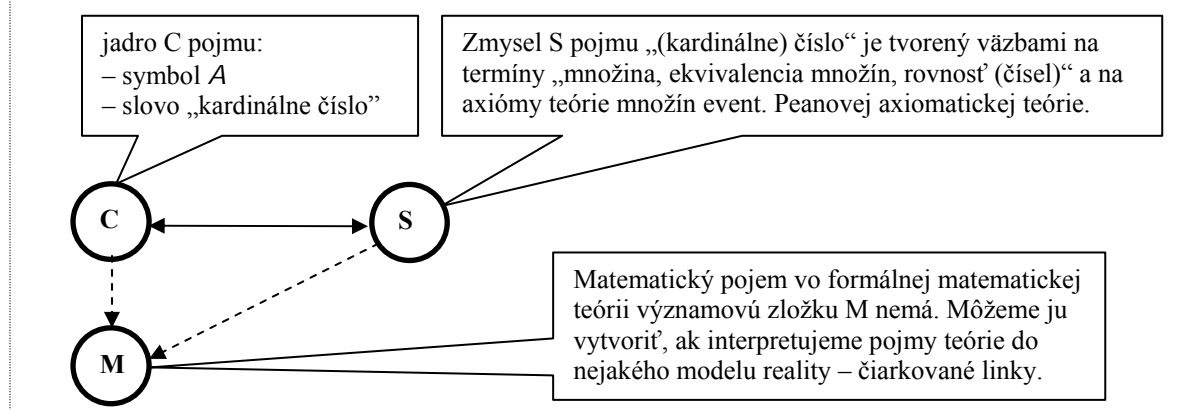 jadro C pojmu:
– symbol A
– slovo „kardinálne číslo”
Zmysel S pojmu „(kardinálne) číslo“ je tvorený väzbami na
termíny „množina, ekvivalencia množín, rovnosť (čísel)“ a na
axiómy teórie množín event. Peanovej axiomatickej teórie.
C
S
Matematický pojem vo formálnej matematickej
teórii významovú zložku M nemá. Môžeme ju
vytvoriť, ak interpretujeme pojmy teórie do
nejakého modelu reality – čiarkované linky.
M